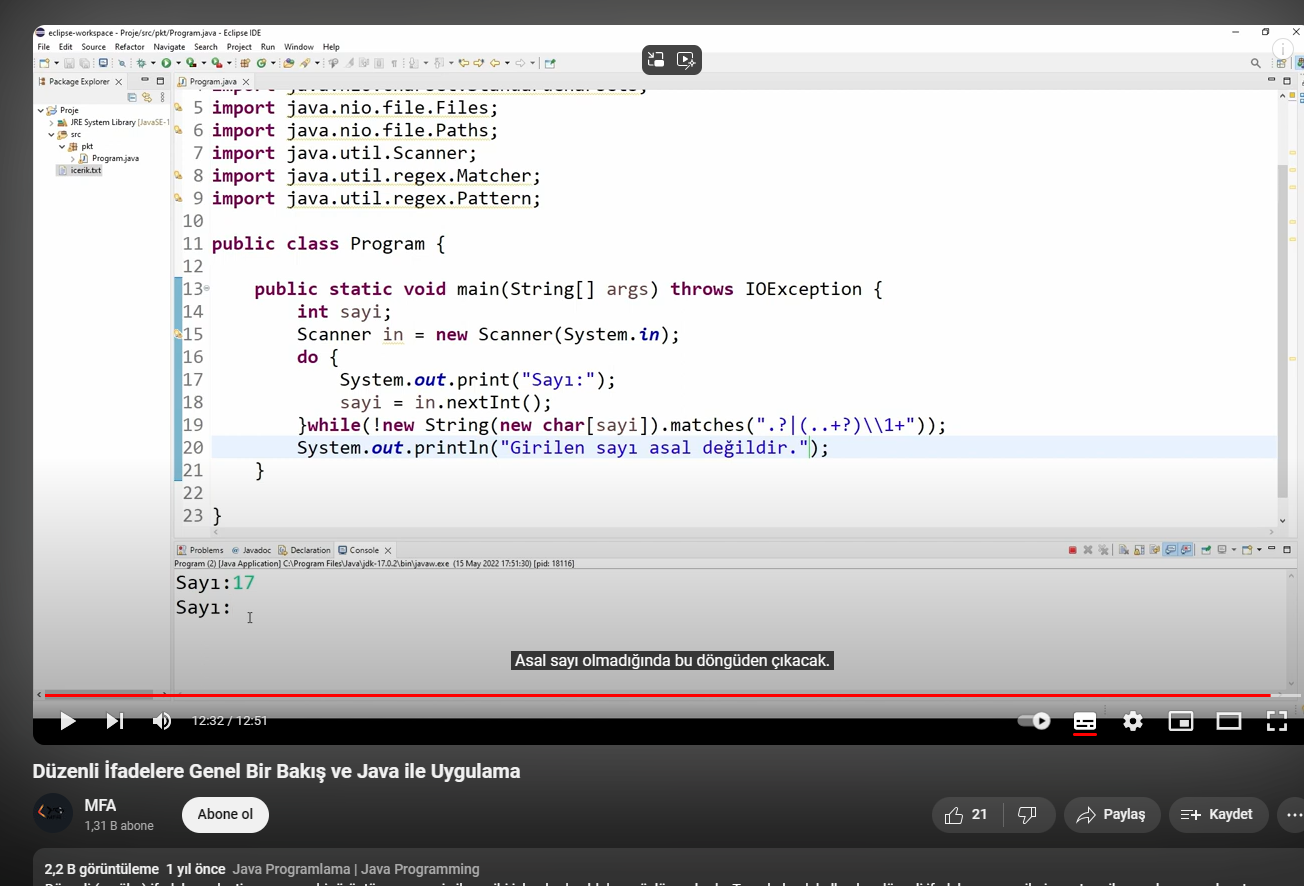 eclipse-workspace - Proje/src/pkt/Program.java - Eclipse IDE
File Edit Source Refactor Navigate Search Project Run Window Help
Package Explorer
Program.java
Proje
JRE System Library [JavaSE-1
src
pkt
Program.java
icerik.txt
5 import java.nio.file.Files;
6 import java.nio.file.Paths;
7 import java.util.Scanner;
8 import java.util.regex.Matcher;
9 import java.util.regex.Pattern;
10
11 public class Program {
12
13 public static void main(String[] args) throws IOException {
14 int sayi;
15 Scanner in = new Scanner(System.in);
16 do {
17 System.out.print("Sayı:");
18 sayi = in.nextInt();
19 }while(!new String(new char[sayi]).matches(".?|(..+?)\\1+"));
20 System.out.println("Girilen sayı asal değildir.");
21 }
22
23 }
Problems Javadoc Declaration Console
Program (2) [Java Application] C:\Program Files\Java\jdk-17.0.2\bin\javaw.exe (15 May 2022 17:51:30) [pid: 18116]
Sayı:17
Sayı:
Asal sayı olmadığında bu döngüden çıkacak.
12:32 / 12:51
Düzenli İfadelere Genel Bir Bakış ve Java ile Uygulama
MFA
1,31 B abone
Abone ol
21
Paylaş
Kaydet
2,2 B görüntüleme 1 yıl önce Java Programlama | Java Programming